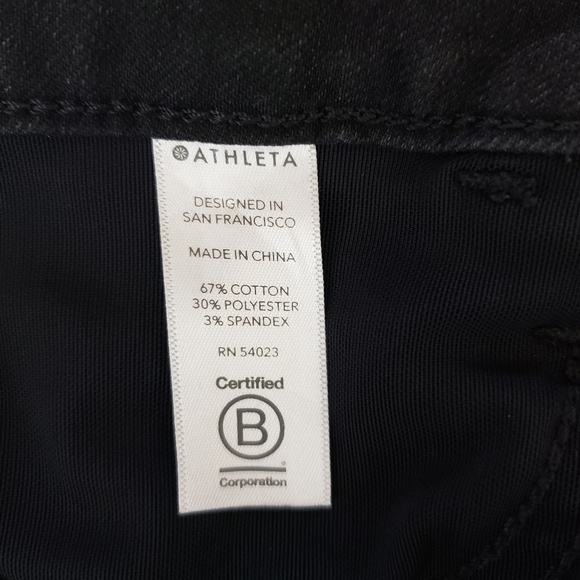 ATHLETA
DESIGNED IN
SAN FRANCISCO
MADE IN CHINA
67% COTTON
30% POLYESTER
3% SPANDEX
RN 54023
Certified
B
®
Corporation